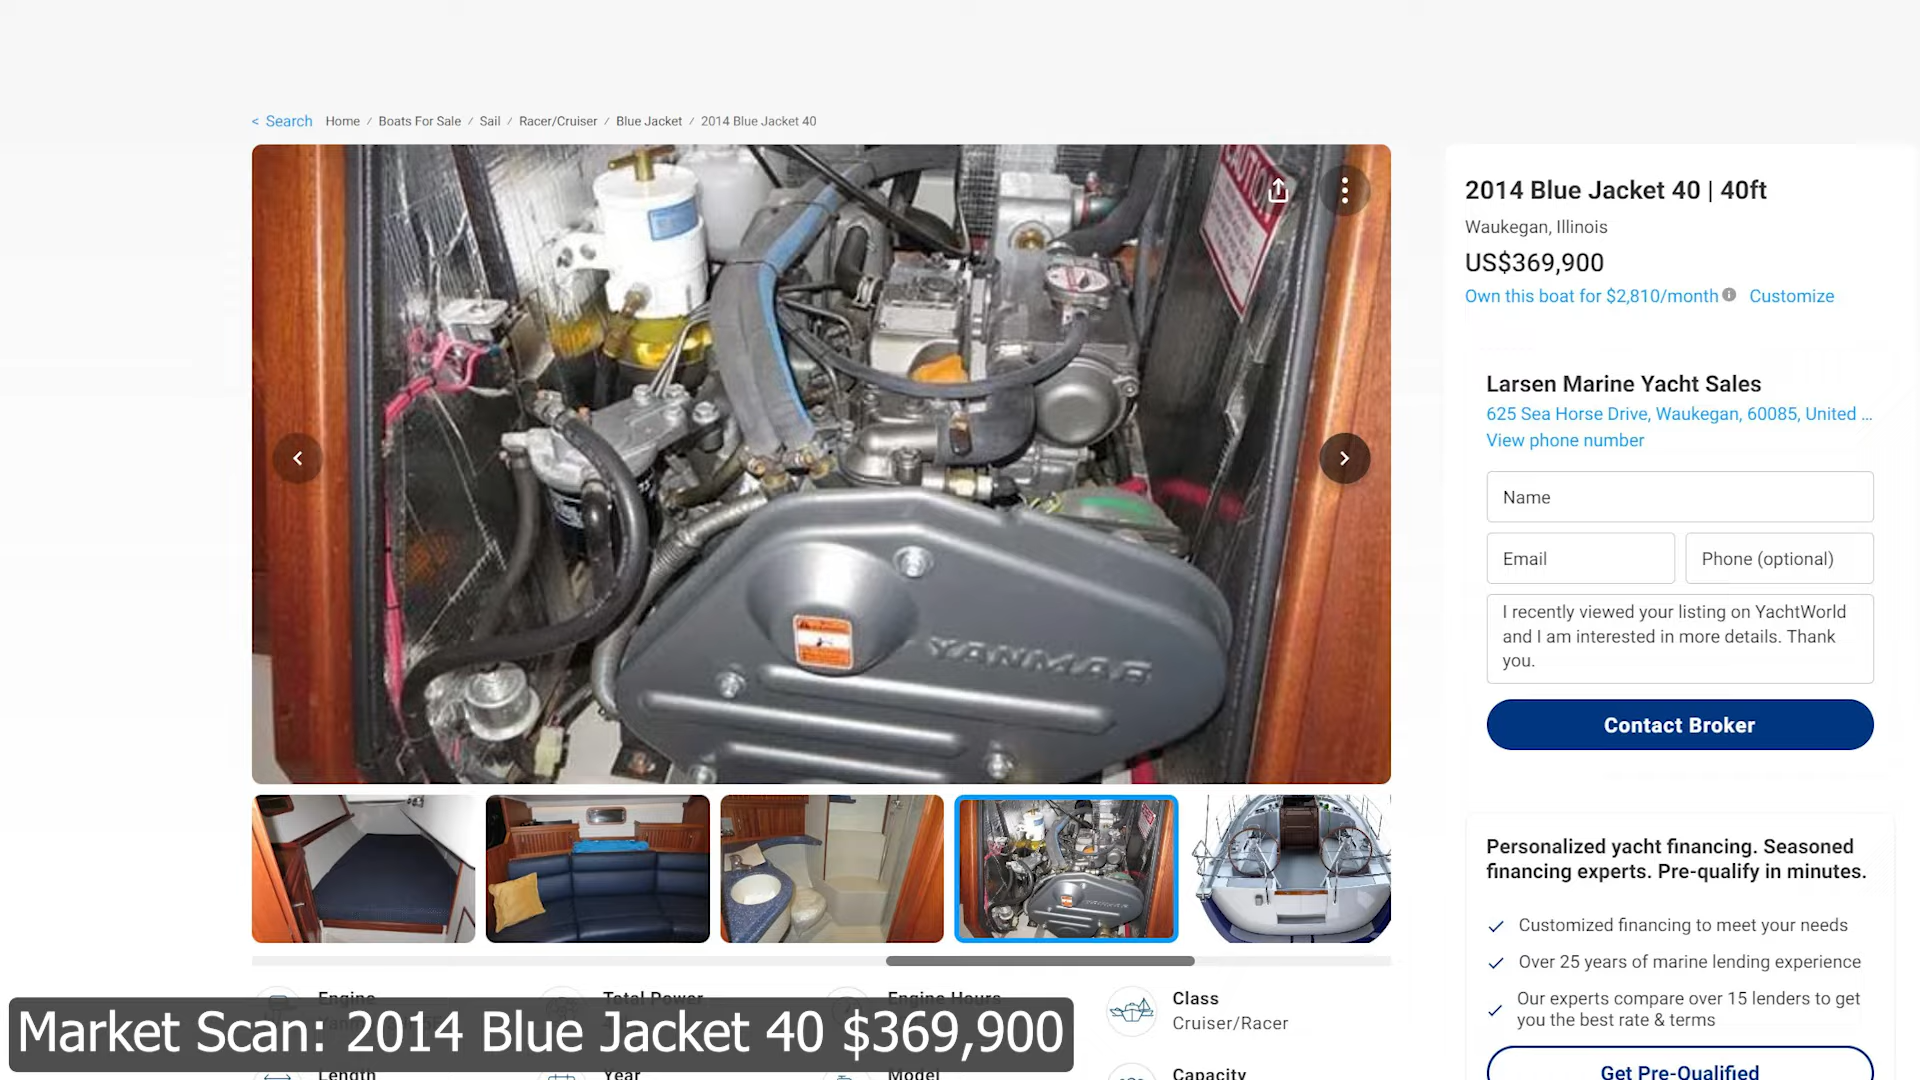 < Search Home / Boats For Sale / Sail / Racer/Cruiser / Blue Jacket / 2014 Blue Jacket 40
CAUTION
YANMAR
2014 Blue Jacket 40 | 40ft
Waukegan, Illinois
US$369,900
Own this boat for $2,810/month Customize
Larsen Marine Yacht Sales
625 Sea Horse Drive, Waukegan, 60085, United ...
View phone number
Name
Email
Phone (optional)
I recently viewed your listing on YachtWorld
and I am interested in more details. Thank
you.
Contact Broker
Personalized yacht financing. Seasoned
financing experts. Pre-qualify in minutes.
Customized financing to meet your needs
Over 25 years of marine lending experience
Our experts compare over 15 lenders to get
you the best rate & terms
Get Pre-Qualified
Engine
Total Power
Engine Hours
Class
Cruiser/Racer
Market Scan: 2014 Blue Jacket 40 $369,900
Length
Year
Model
Capacity